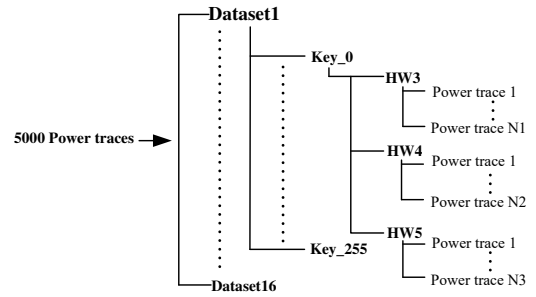 Dataset1
Key_0
HW3
Power trace 1
Power trace N1
5000 Power traces
HW4
Power trace 1
Power trace N2
HW5
Power trace 1
Key_255
Power trace N3
Dataset16